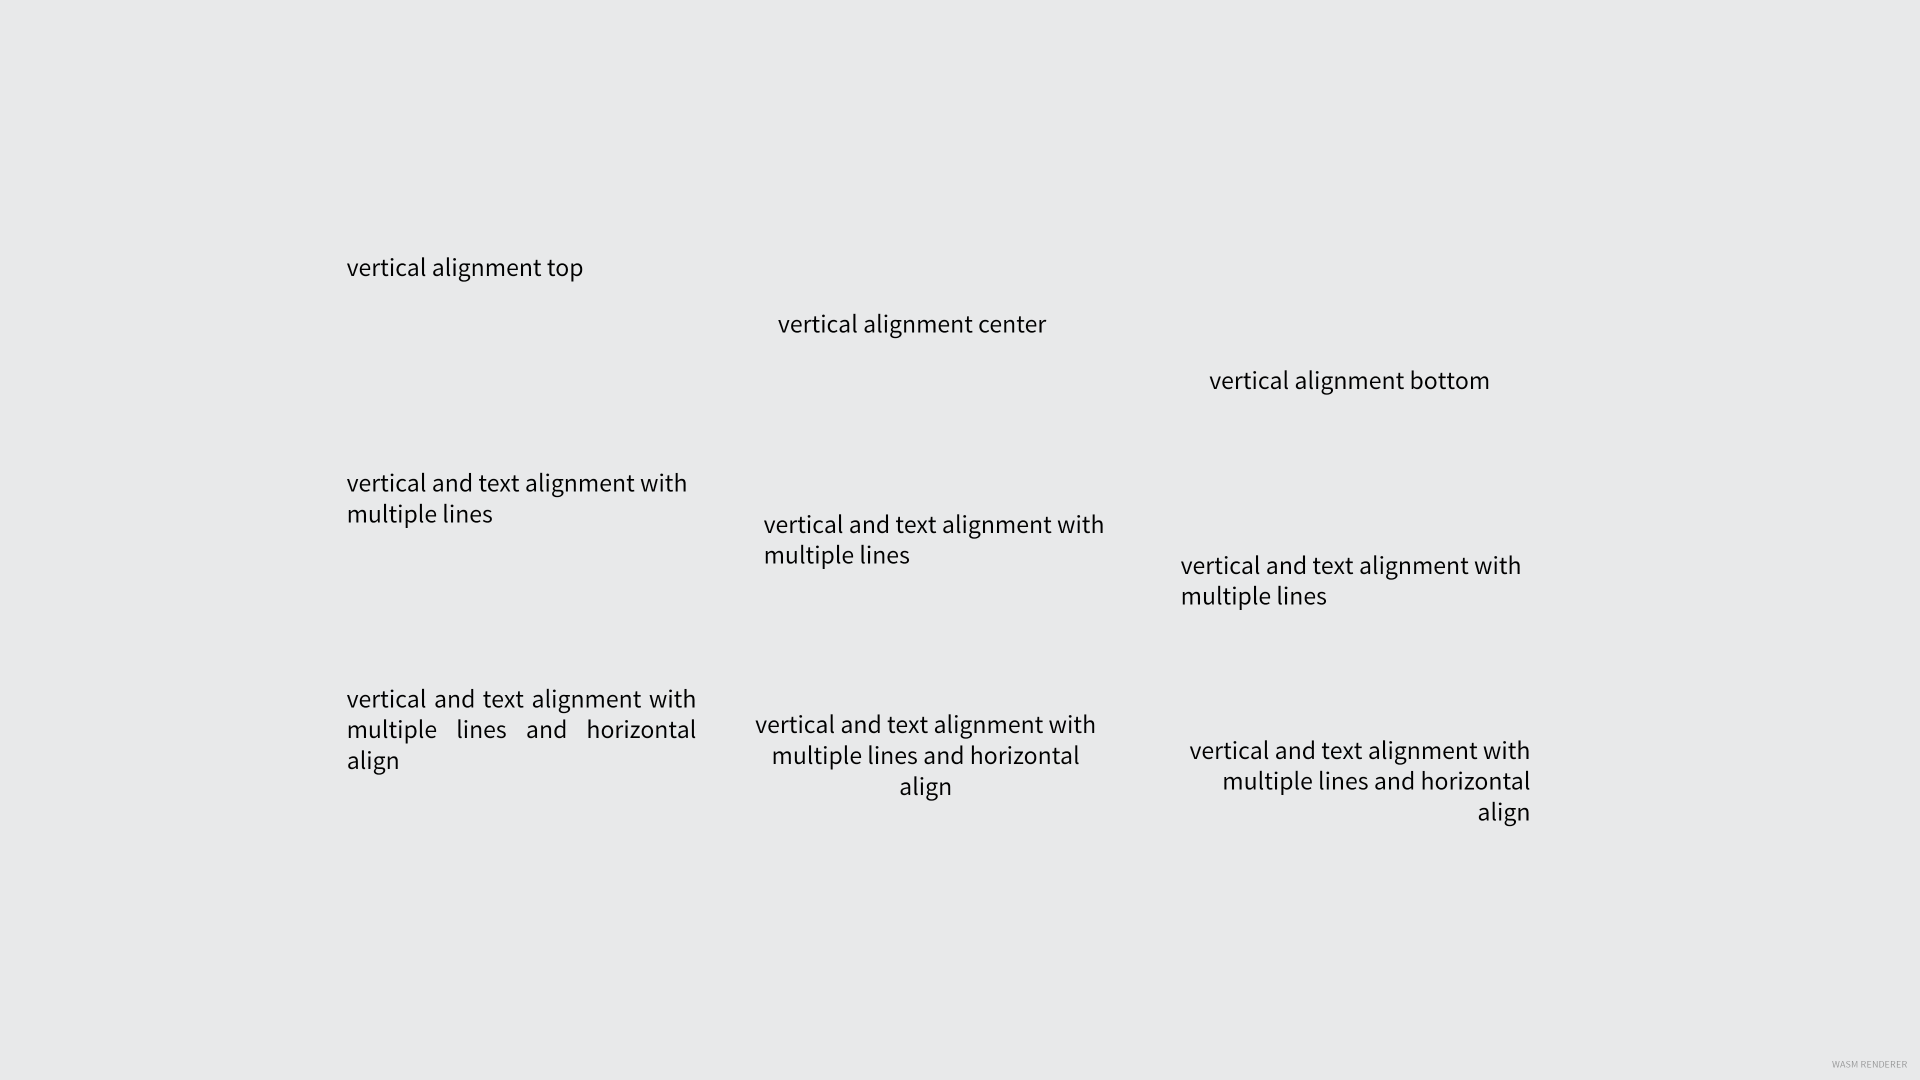 vertical alignment top
vertical alignment center
vertical alignment bottom
vertical and text alignment with
multiple lines
vertical and text alignment with
multiple lines
vertical and text alignment with
multiple lines
vertical and text alignment with
multiple lines and horizontal
align
vertical and text alignment with
multiple lines and horizontal
align
vertical and text alignment with
multiple lines and horizontal
align
WASM RENDERER